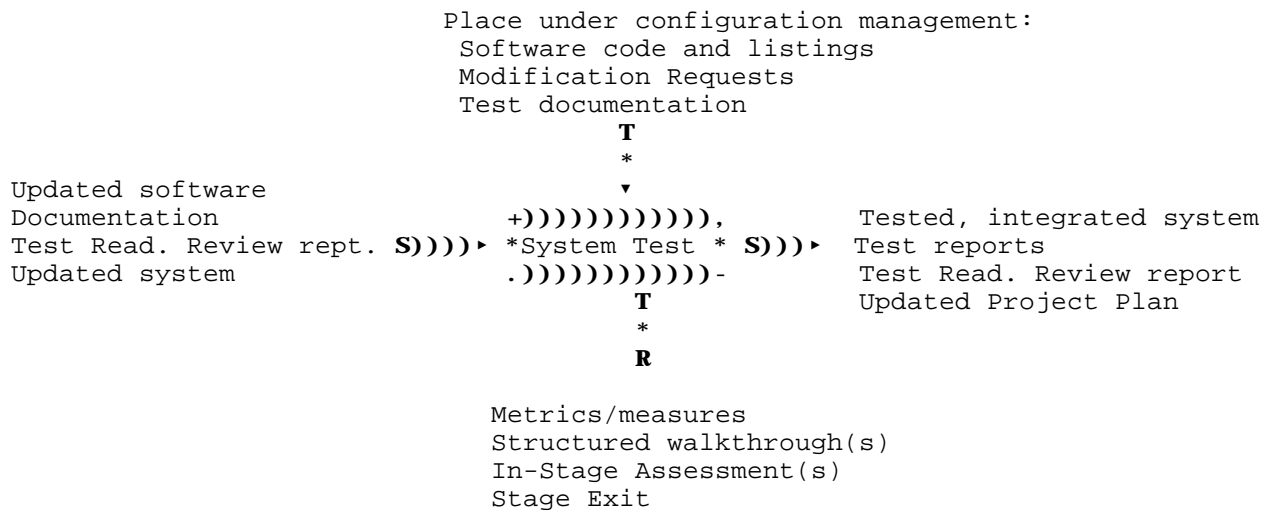 Place under configuration management:
Software code and listings
Modification Requests
Test documentation
T
*
▼
Updated software
Documentation +)))))))))))), Tested, integrated system
Test Read. Review rept. S))))► *System Test * S)))► Test reports
Updated system .))))))))))))- Test Read. Review report
T Updated Project Plan
*
R
Metrics/measures
Structured walkthrough(s)
In-Stage Assessment(s)
Stage Exit